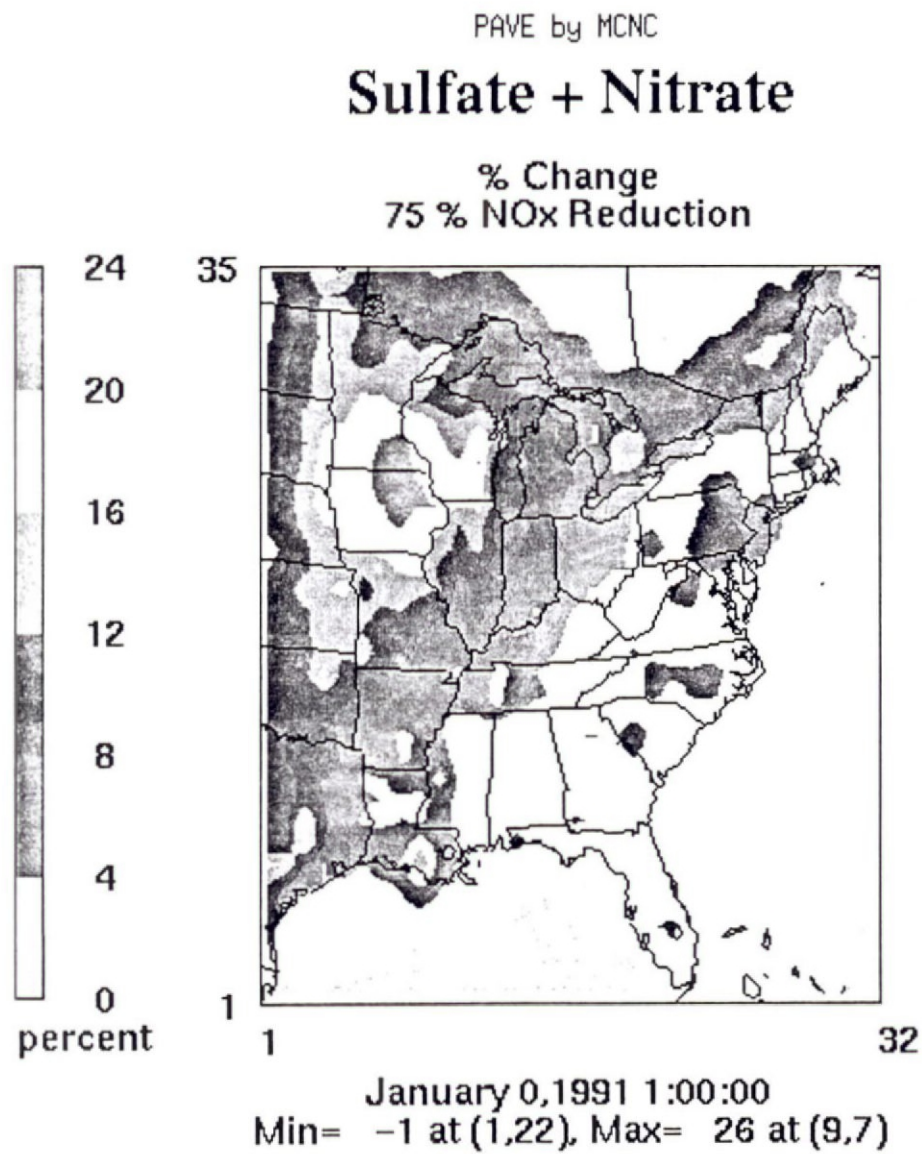 PAVE by MCNC
Sulfate + Nitrate
% Change
75 % NOx Reduction
24
20
16
12
8
4
0
percent
35
1
1
32
January 0,1991 1:00:00
Min= -1 at (1,22), Max= 26 at (9,7)